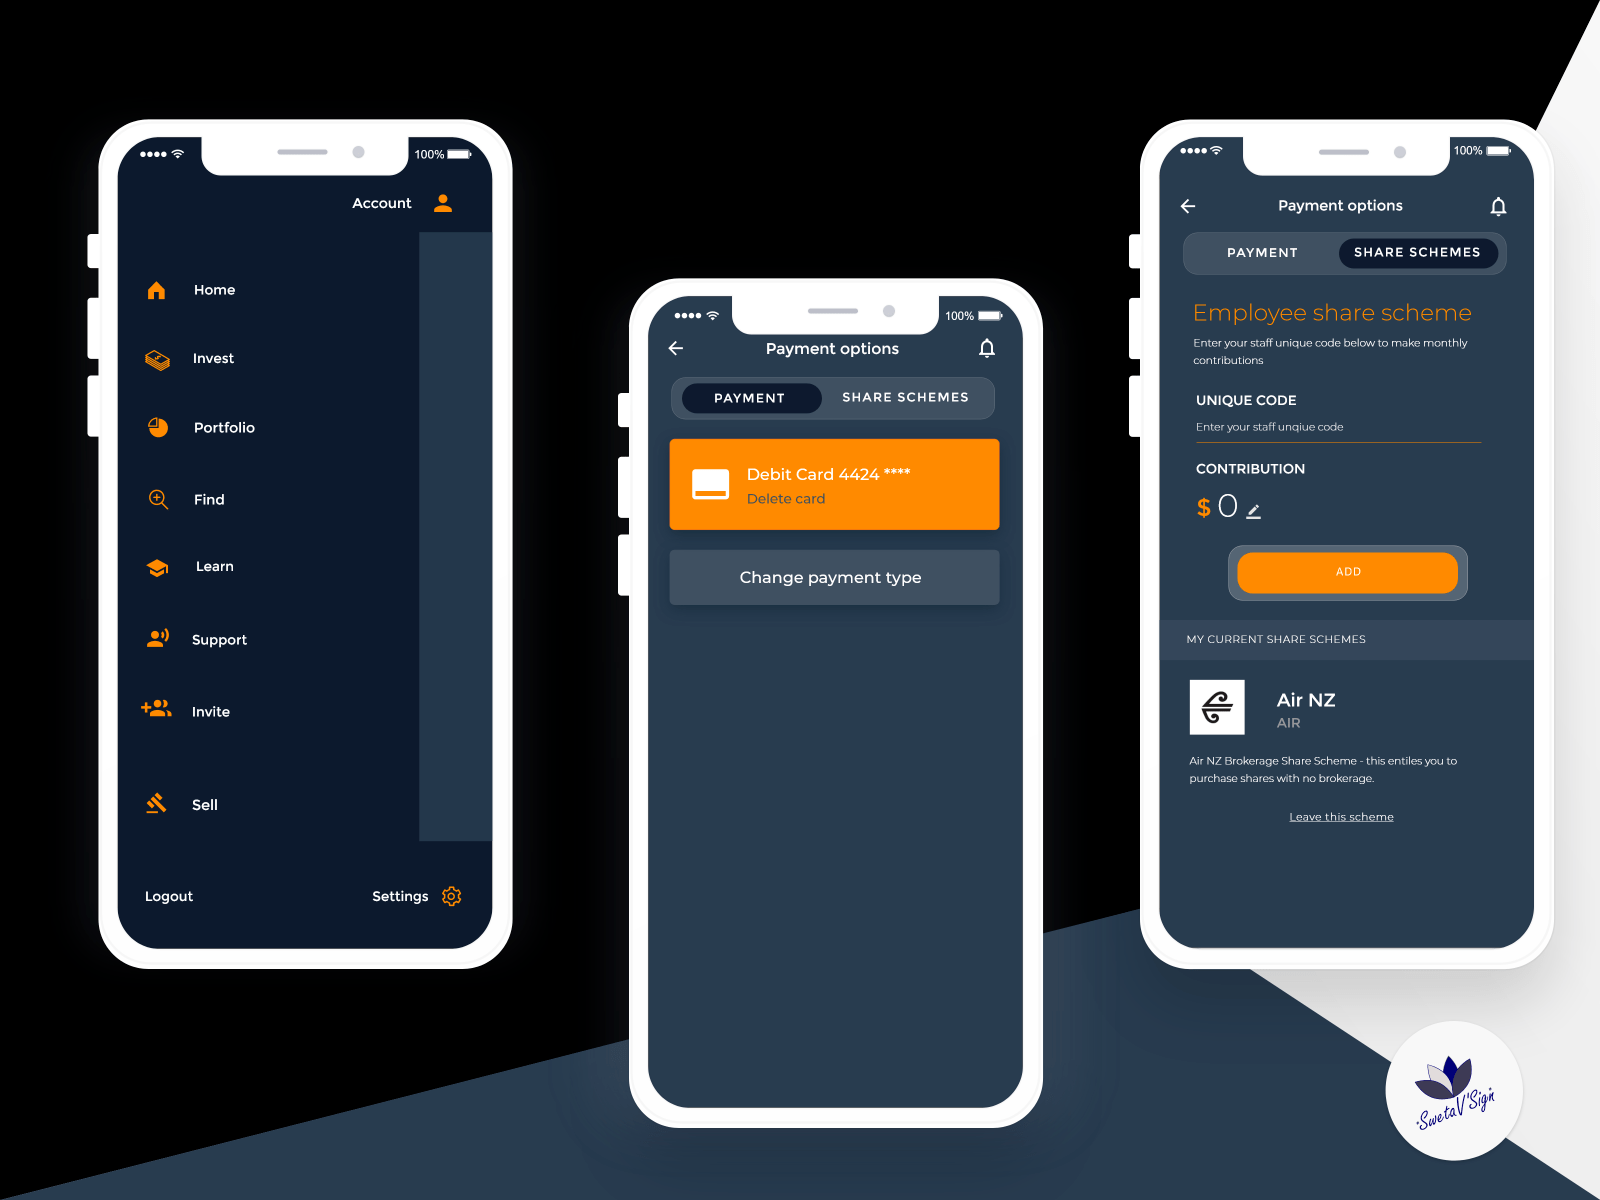 100%
Account
Home
Invest
Portfolio
Find
Learn
Support
Invite
Sell
Logout
Settings
100%
Payment options
PAYMENT
SHARE SCHEMES
Debit Card 4424 ****
Delete card
Change payment type
100%
Payment options
PAYMENT
SHARE SCHEMES
Employee share scheme
Enter your staff unique code below to make monthly
contributions
UNIQUE CODE
Enter your staff unqiue code
CONTRIBUTION
$ 0
ADD
MY CURRENT SHARE SCHEMES
Air NZ
AIR
Air NZ Brokerage Share Scheme - this entiles you to
purchase shares with no brokerage.
Leave this scheme
SwetaV'Sign